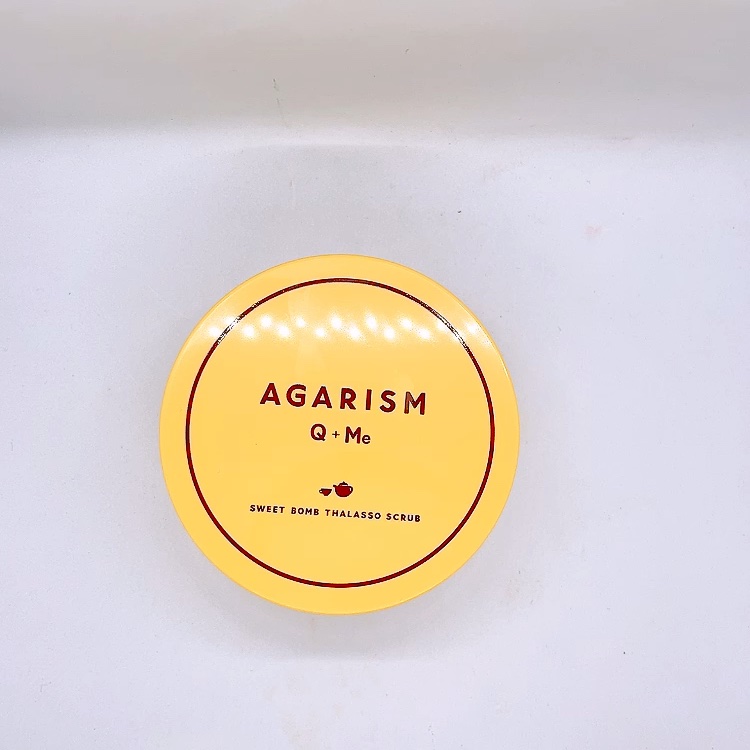 AGARISM
Q + Me
SWEET BOMB THALASSO SCRUB